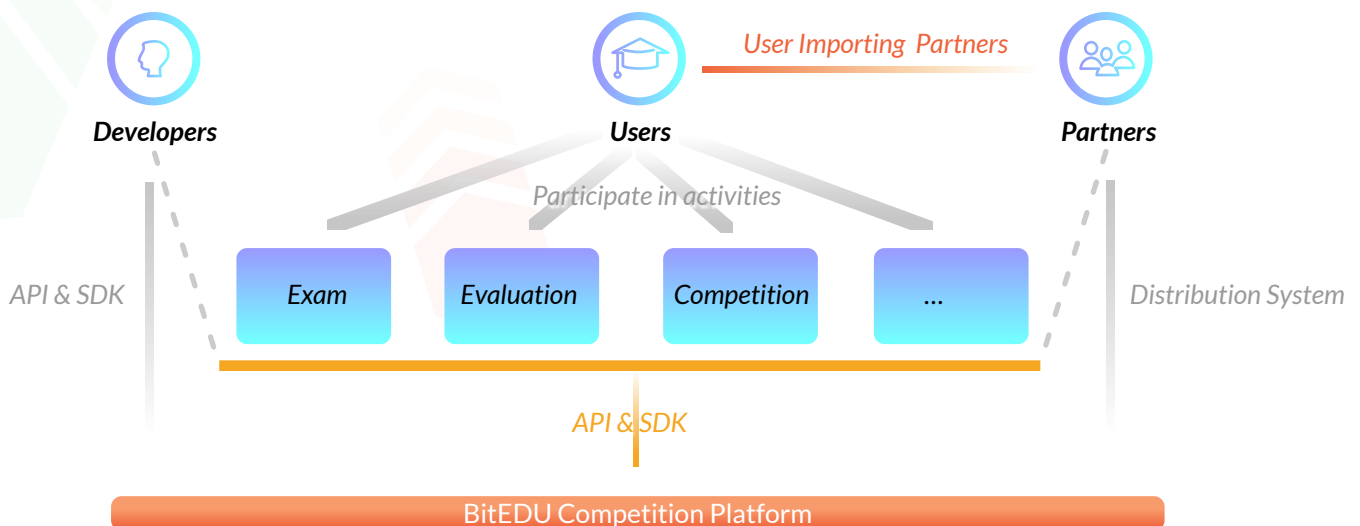 User Importing Partners
Developers
Users
Partners
Participate in activities
API & SDK
Exam
Evaluation
Competition
...
Distribution System
API & SDK
BitEDU Competition Platform